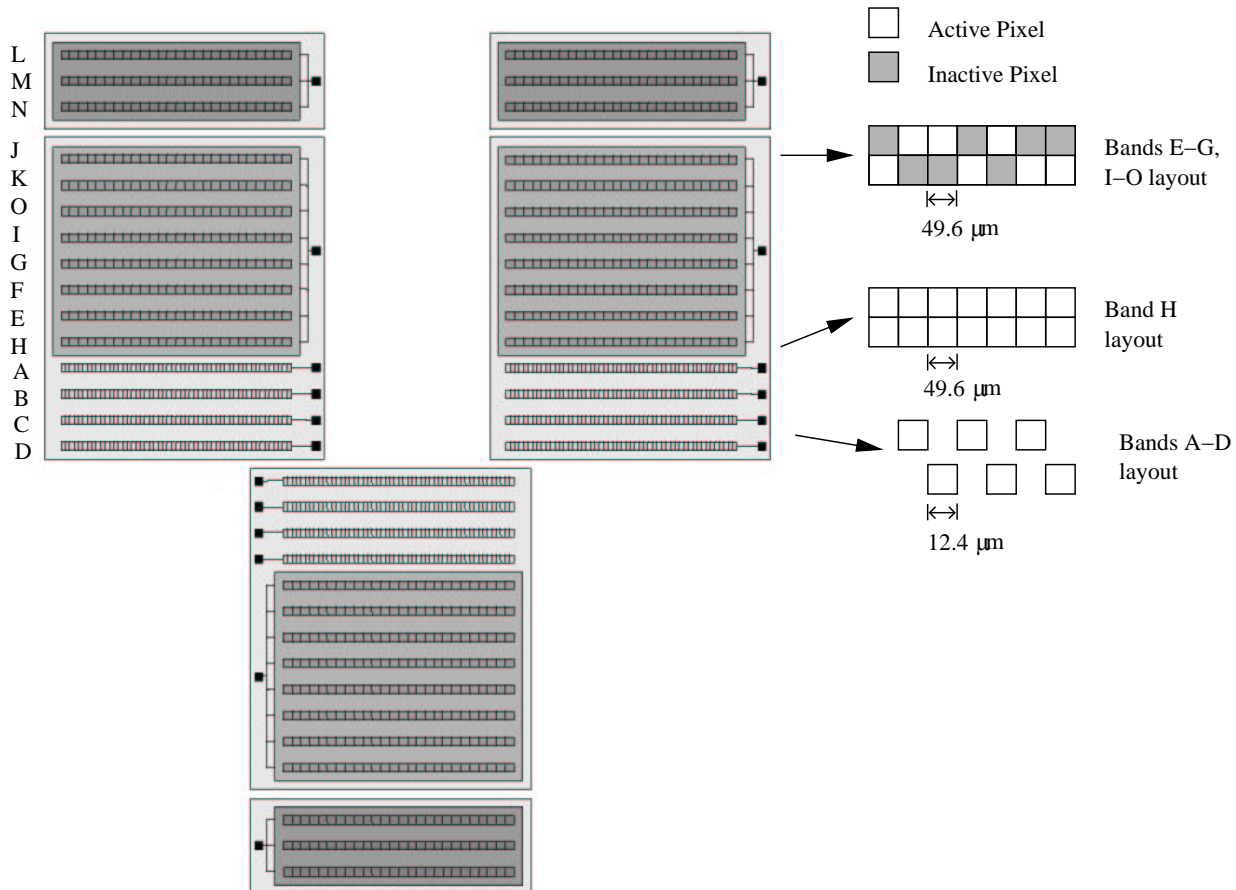 L
M
N
J
K
O
I
G
F
E
H
A
B
C
D
Active Pixel
Inactive Pixel
Bands E–G,
I–O layout
49.6 μm
Band H
layout
49.6 μm
Bands A–D
layout
12.4 μm